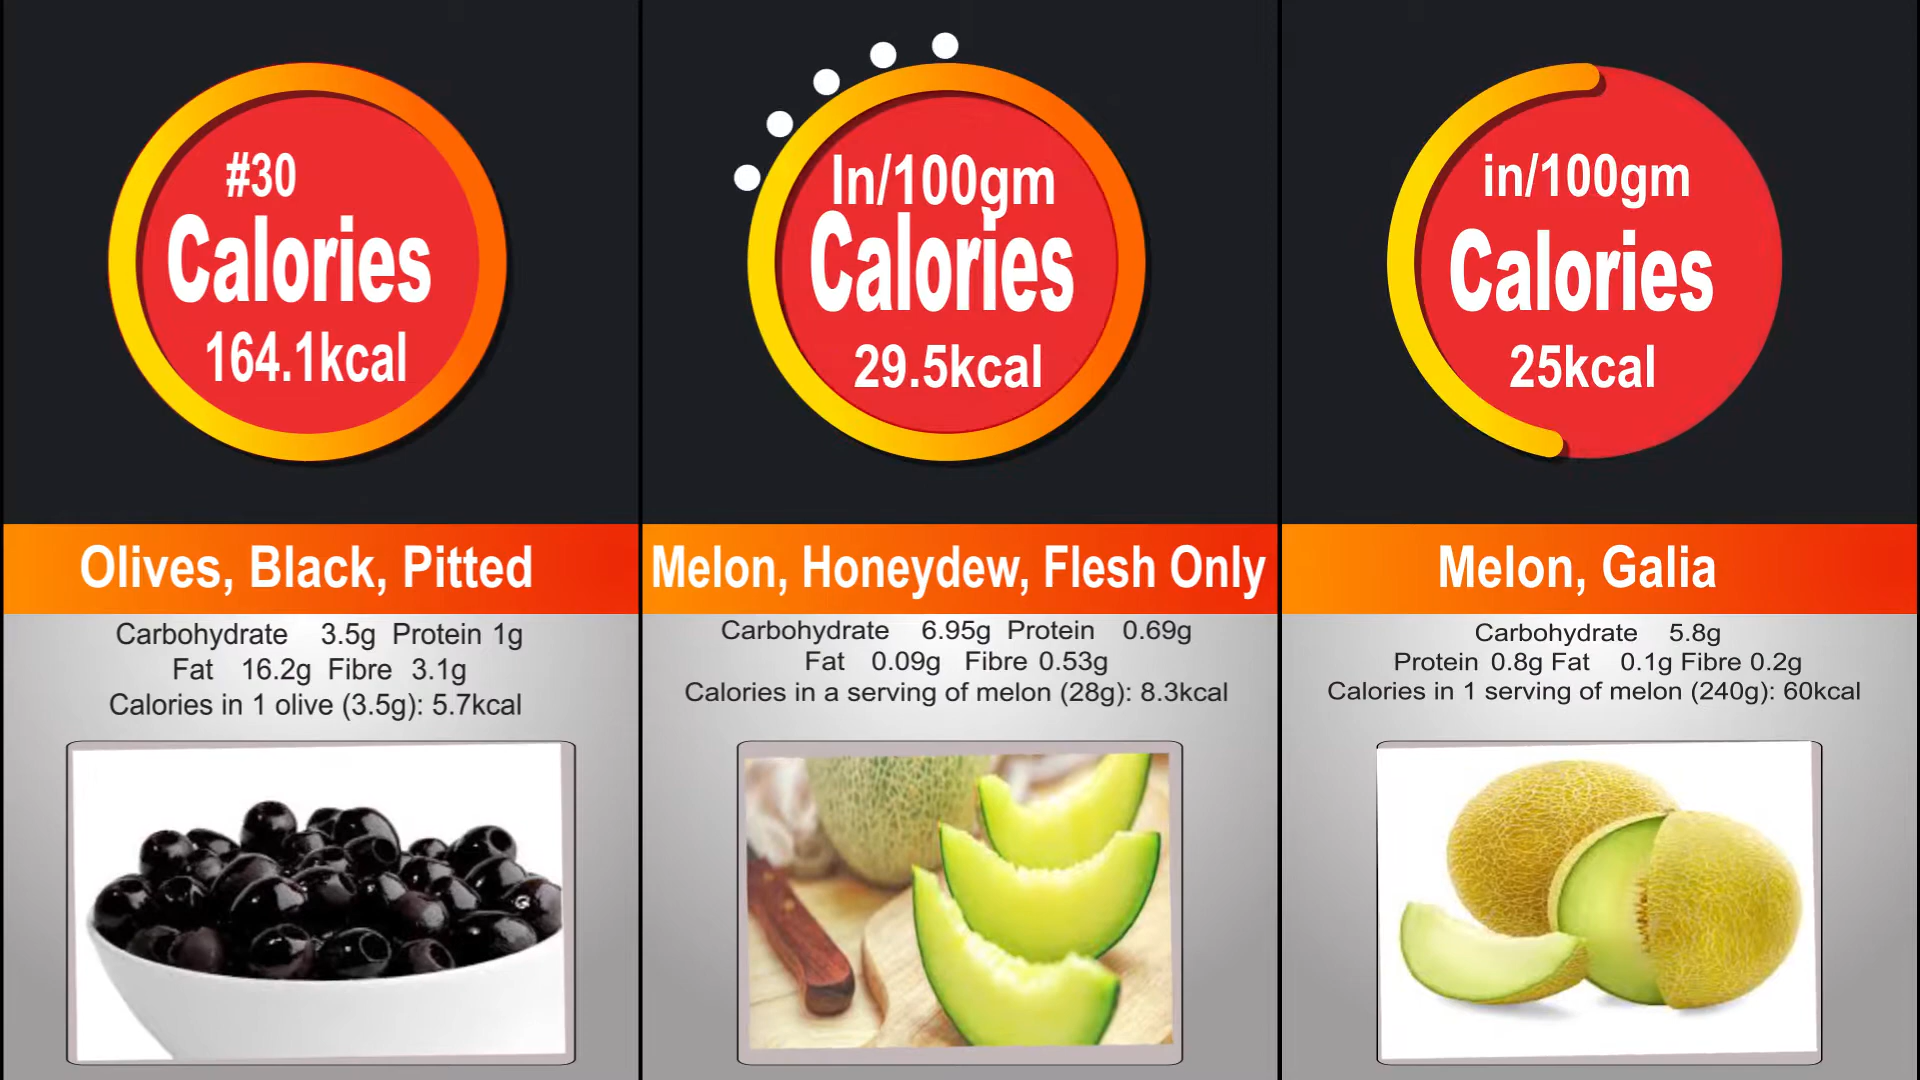 #30
Calories
164.1kcal
Olives, Black, Pitted
Carbohydrate 3.5g Protein 1g
Fat 16.2g Fibre 3.1g
Calories in 1 olive (3.5g): 5.7kcal
In/100gm
Calories
29.5kcal
Melon, Honeydew, Flesh Only
Carbohydrate 6.95g Protein 0.69g
Fat 0.09g Fibre 0.53g
Calories in a serving of melon (28g): 8.3kcal
in/100gm
Calories
25kcal
Melon, Galia
Carbohydrate 5.8g
Protein 0.8g Fat 0.1g Fibre 0.2g
Calories in 1 serving of melon (240g): 60kcal